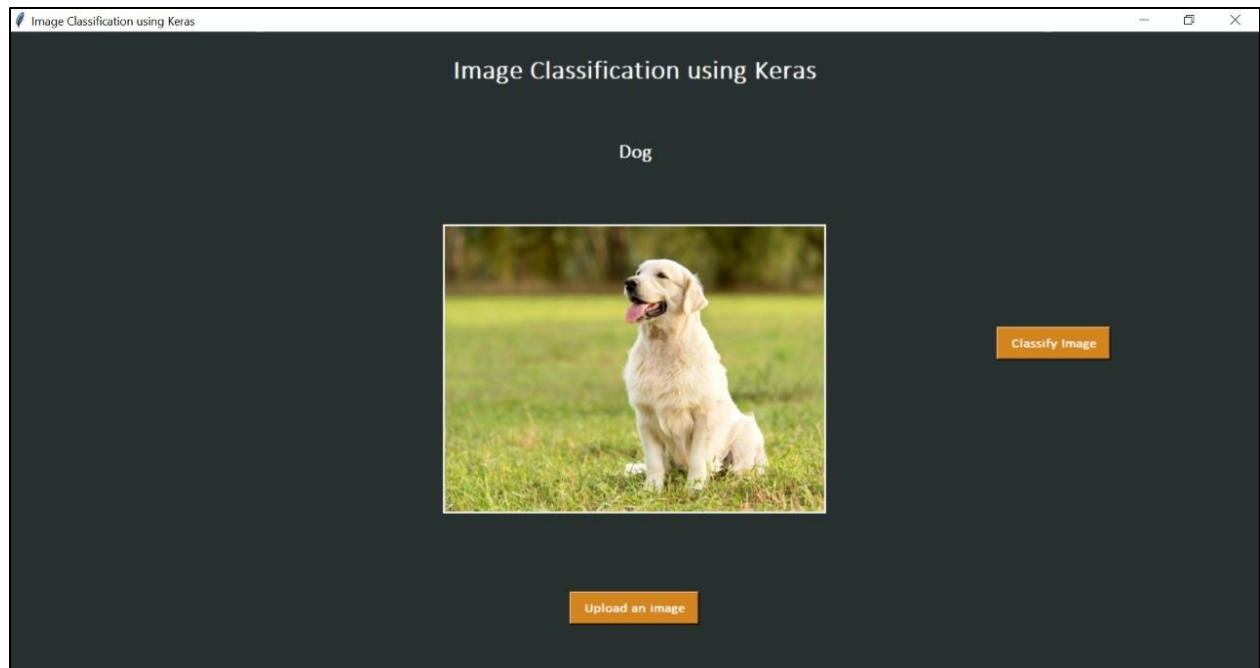 Image Classification using Keras
Image Classification using Keras
Dog
Classify Image
Upload an image